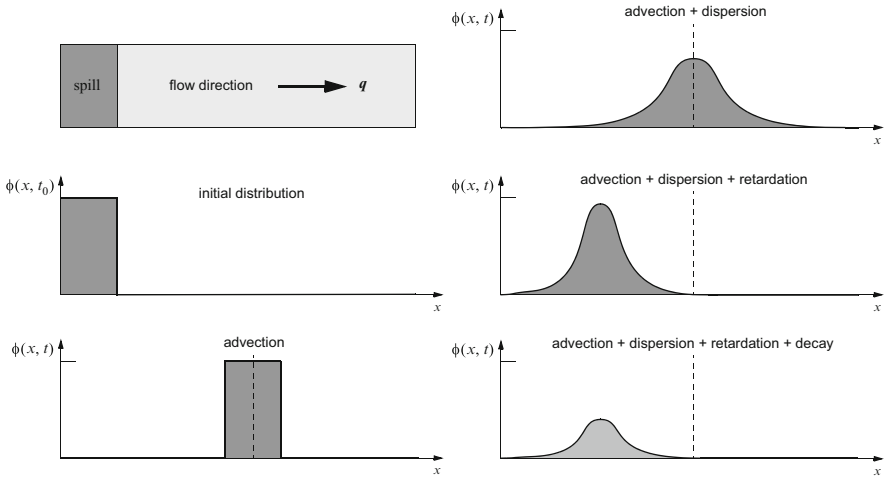 spill
flow direction
q
ϕ(x, t₀)
initial distribution
x
ϕ(x, t)
advection
x
advection + dispersion
ϕ(x, t)
x
advection + dispersion + retardation
ϕ(x, t)
x
advection + dispersion + retardation + decay
ϕ(x, t)
x